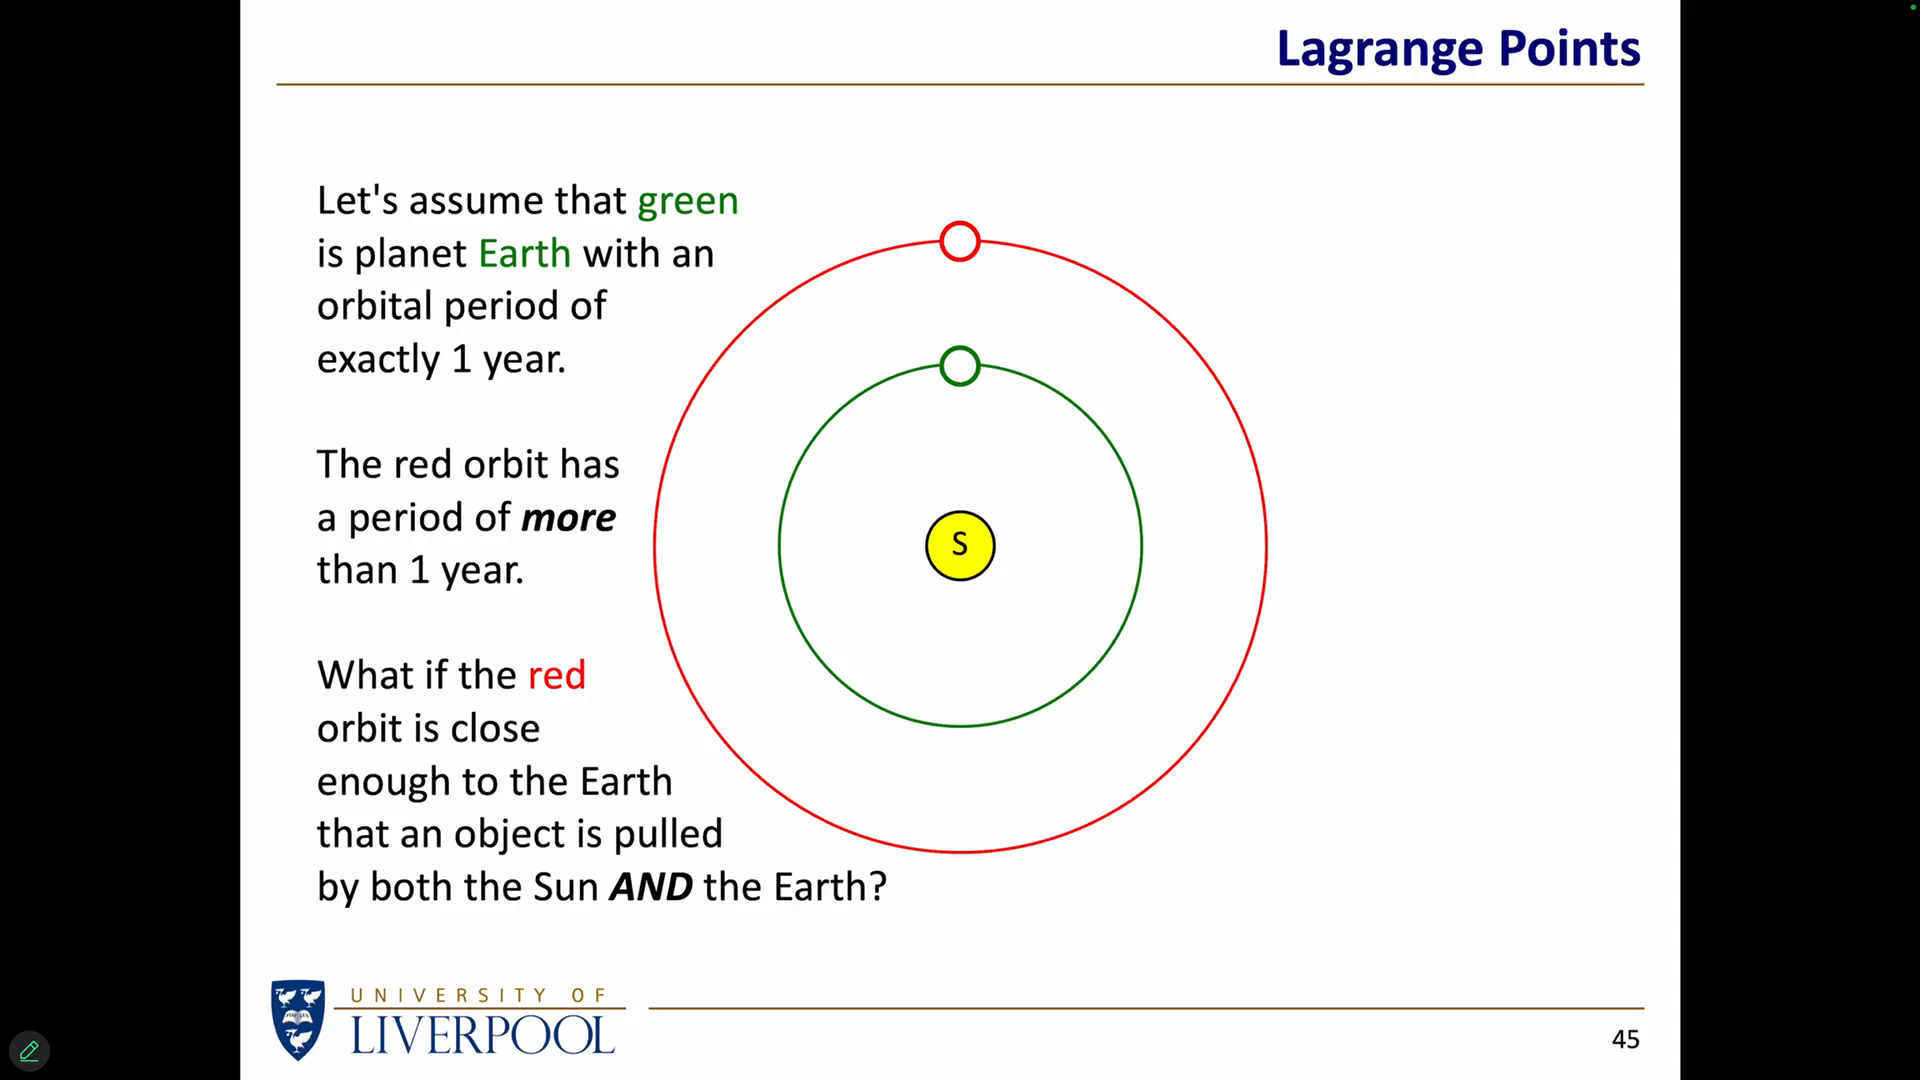 Lagrange Points
Let's assume that green
is planet Earth with an
orbital period of
exactly 1 year.
The red orbit has
a period of more
than 1 year.
What if the red
orbit is close
enough to the Earth
that an object is pulled
by both the Sun AND the Earth?
S
UNIVERSITY OF
LIVERPOOL
45